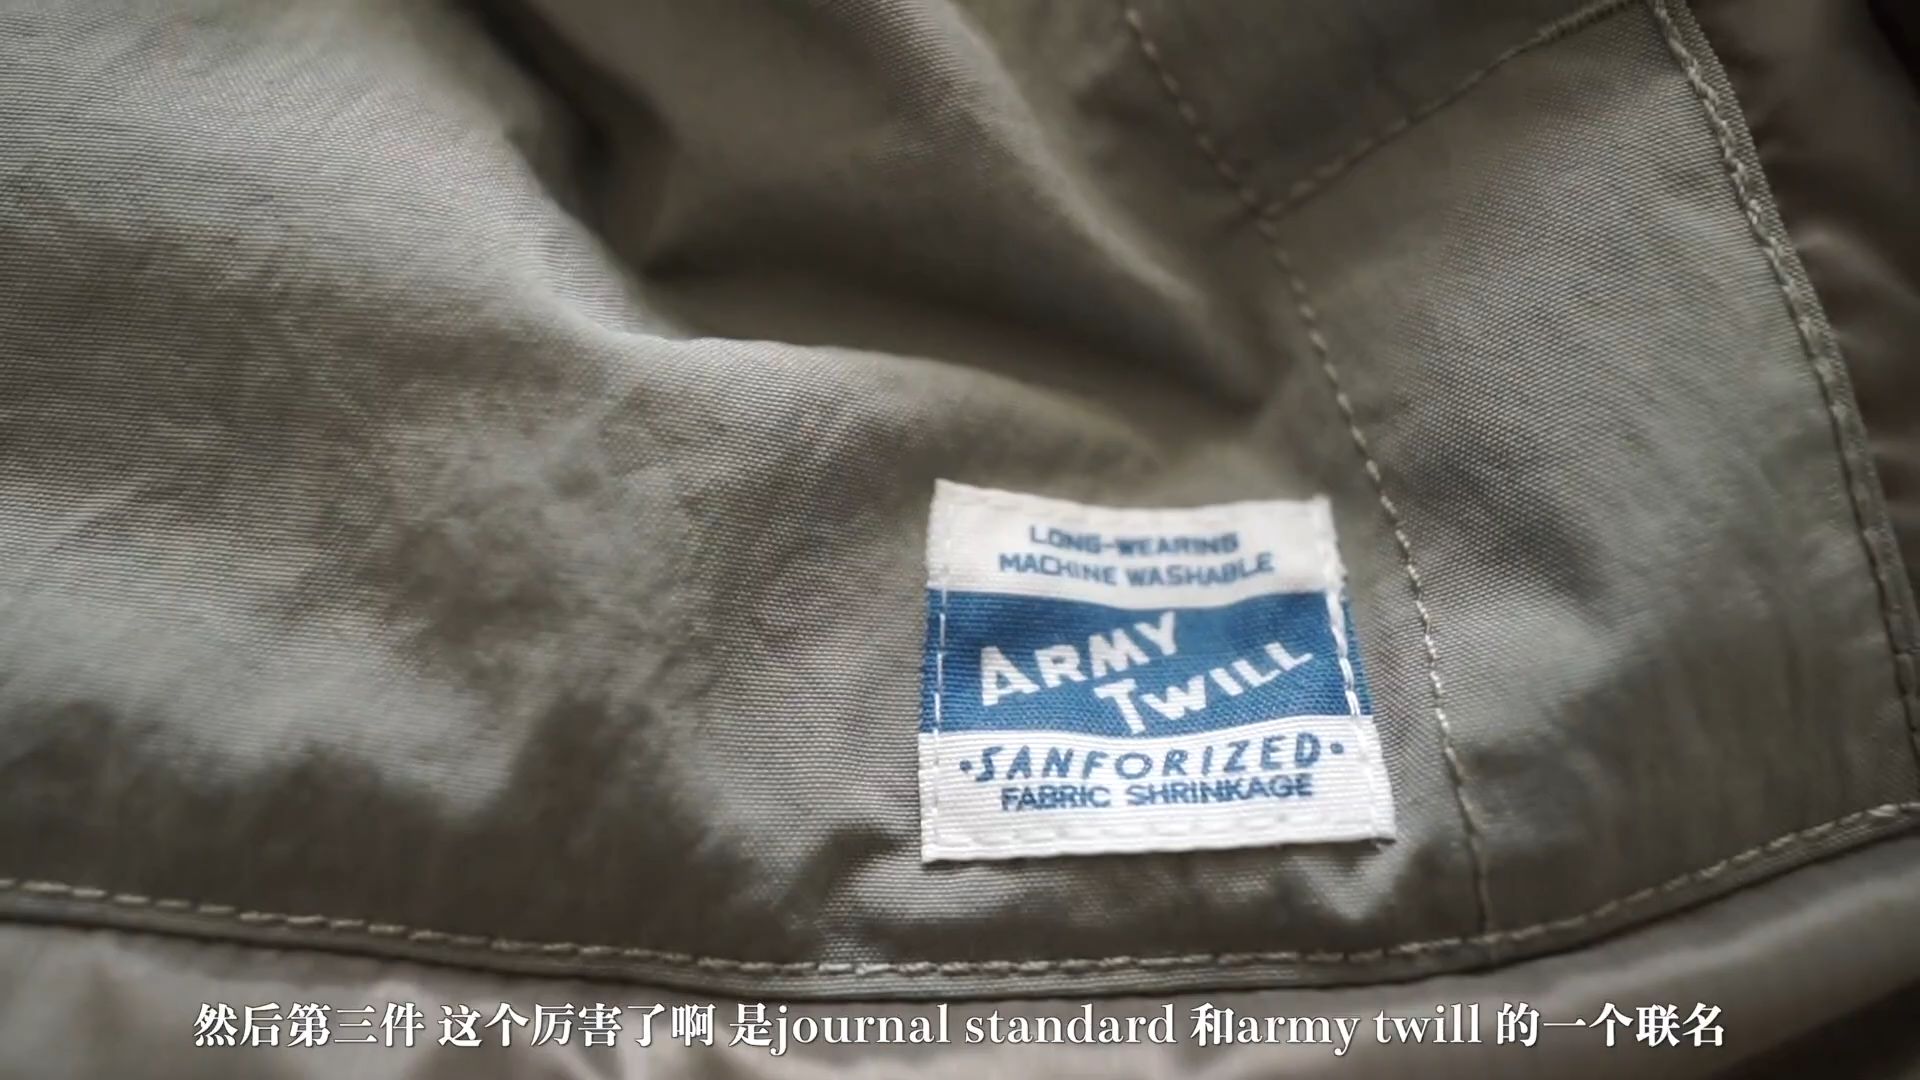 LONG-WEARING
MACHINE WASHABLE
ARMY
TWILL
•SANFORIZED•
FABRIC SHRINKAGE
然后第三件 这个厉害了啊 是journal standard 和army twill 的一个联名